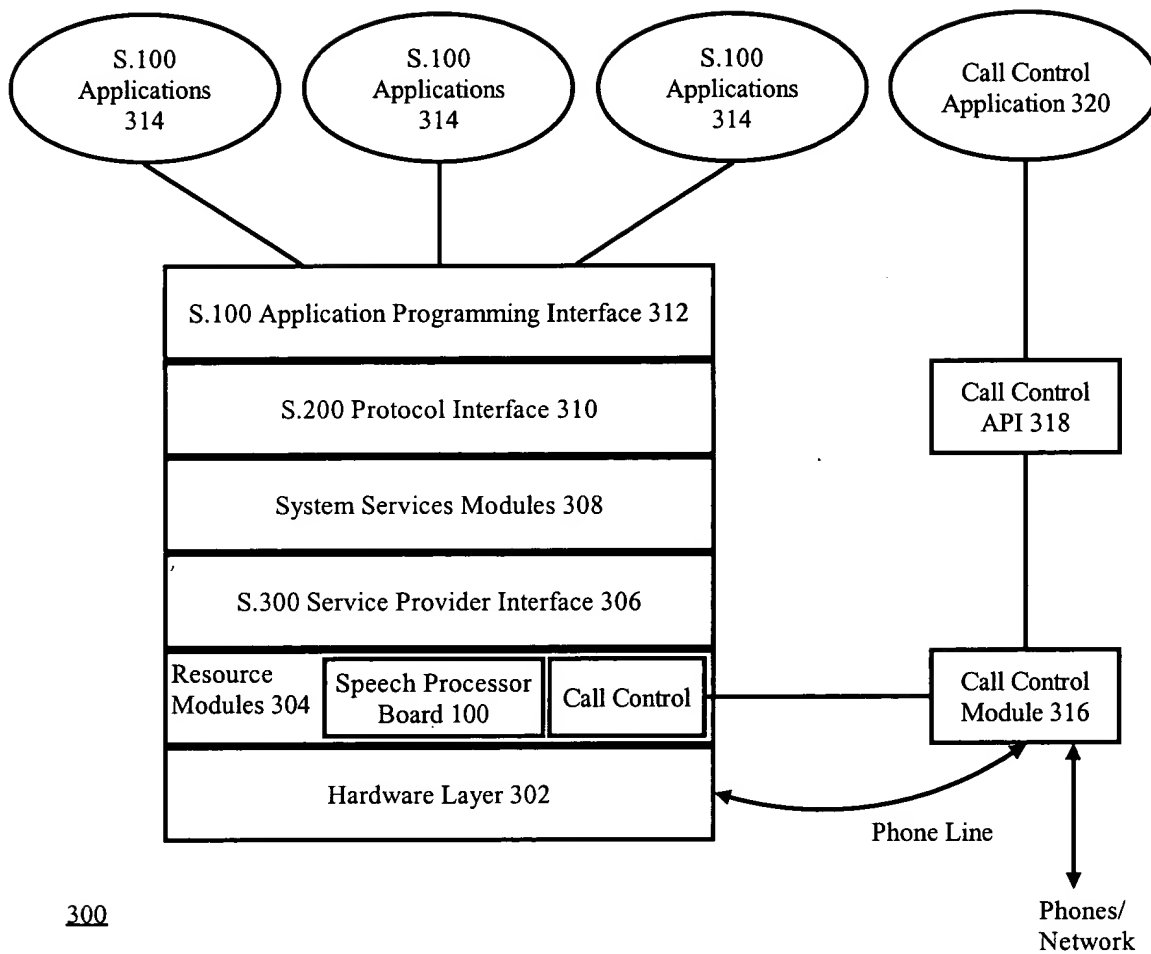 S.100
Applications
314
S.100
Applications
314
S.100
Applications
314
Call Control
Application 320
S.100 Application Programming Interface 312
S.200 Protocol Interface 310
Call Control
API 318
System Services Modules 308
S.300 Service Provider Interface 306
Resource
Modules 304
Speech Processor
Board 100
Call Control
Call Control
Module 316
Hardware Layer 302
Phone Line
300
Phones/
Network